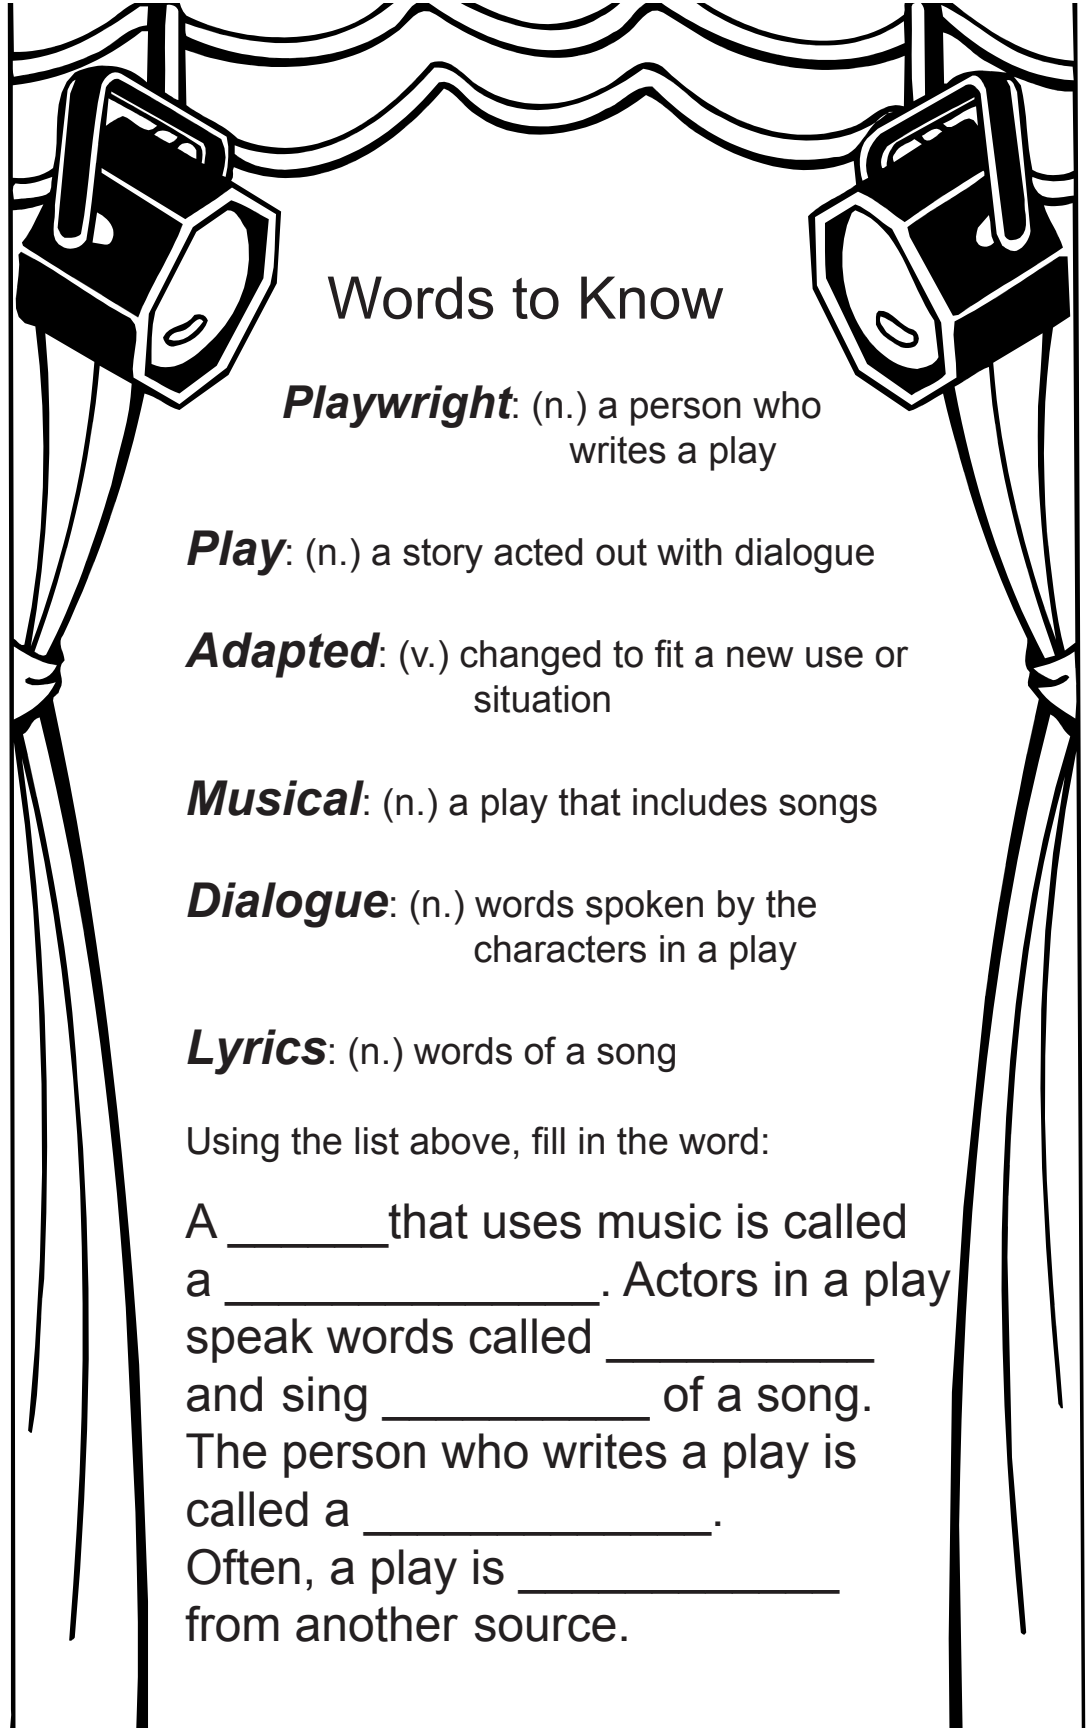 Words to Know
Playwright: (n.) a person who
writes a play
Play: (n.) a story acted out with dialogue
Adapted: (v.) changed to fit a new use or
situation
Musical: (n.) a play that includes songs
Dialogue: (n.) words spoken by the
characters in a play
Lyrics: (n.) words of a song
Using the list above, fill in the word:
A ______that uses music is called
a ______________. Actors in a play
speak words called __________
and sing __________ of a song.
The person who writes a play is
called a _____________.
Often, a play is ____________
from another source.